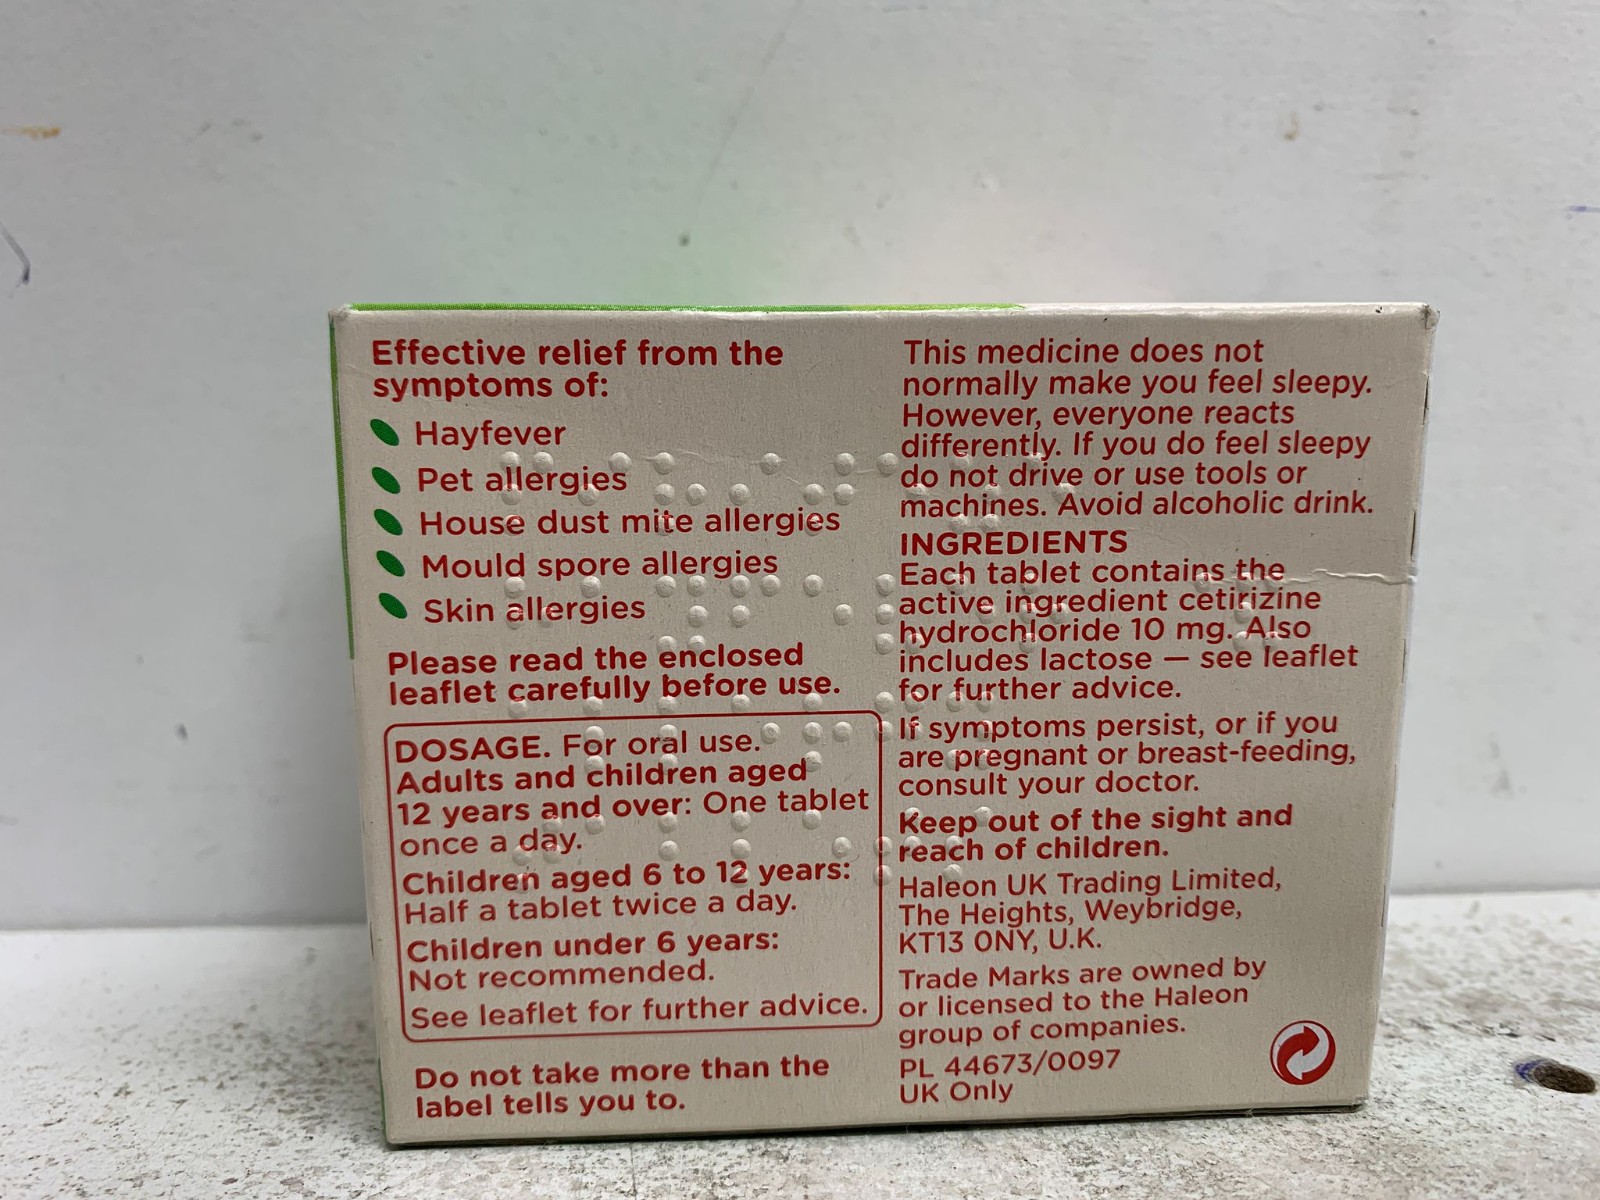 Effective relief from the
symptoms of:
Hayfever
Pet allergies
House dust mite allergies
Mould spore allergies
Skin allergies
Please read the enclosed
leaflet carefully before use.
DOSAGE. For oral use.
Adults and children aged
12 years and over: One tablet
once a day.
Children aged 6 to 12 years:
Half a tablet twice a day.
Children under 6 years:
Not recommended.
See leaflet for further advice.
Do not take more than the
label tells you to.
This medicine does not
normally make you feel sleepy.
However, everyone reacts
differently. If you do feel sleepy
do not drive or use tools or
machines. Avoid alcoholic drink.
INGREDIENTS
Each tablet contains the
active ingredient cetirizine
hydrochloride 10 mg. Also
includes lactose — see leaflet
for further advice.
If symptoms persist, or if you
are pregnant or breast-feeding,
consult your doctor.
Keep out of the sight and
reach of children.
Haleon UK Trading Limited,
The Heights, Weybridge,
KT13 0NY, U.K.
Trade Marks are owned by
or licensed to the Haleon
group of companies.
PL 44673/0097
UK Only